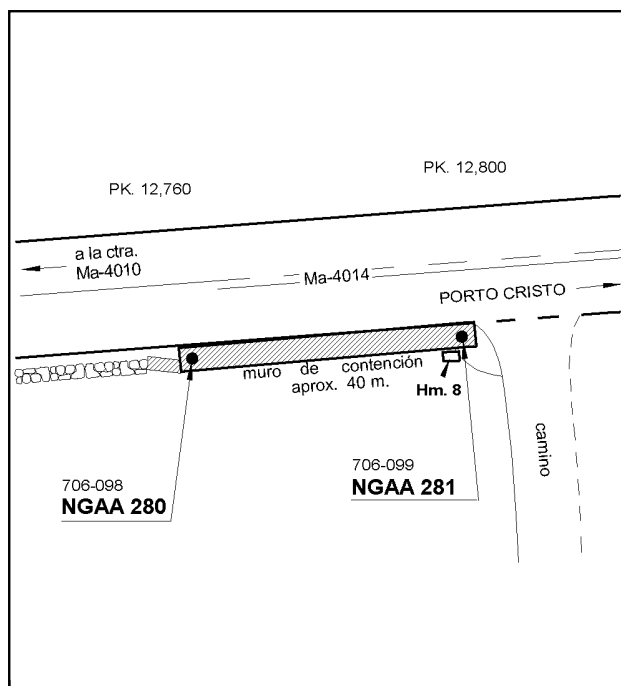 PK. 12,760
PK. 12,800
a la ctra.
Ma-4010
Ma-4014
PORTO CRISTO
muro de contención
aprox. 40 m.
Hm. 8
camino
706-098
NGAA 280
706-099
NGAA 281